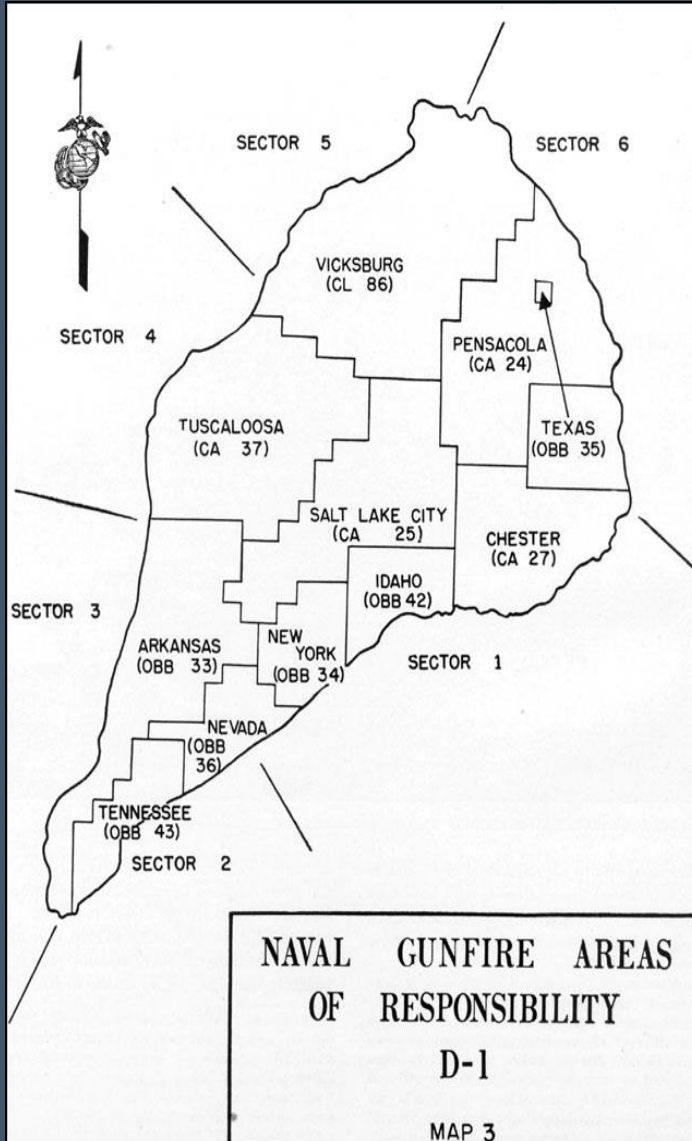 SECTOR 5
SECTOR 6
VICKSBURG
(CL 86)
SECTOR 4
PENSACOLA
(CA 24)
TUSCALOOSA
(CA 37)
TEXAS
(OBB 35)
SALT LAKE CITY
(CA 25)
CHESTER
(CA 27)
IDAHO
(OBB 42)
SECTOR 3
ARKANSAS
(OBB 33)
NEW
YORK
(OBB 34)
SECTOR 1
NEVADA
(OBB
36)
TENNESSEE
(OBB 43)
SECTOR 2
NAVAL GUNFIRE AREAS
OF RESPONSIBILITY
D-1
MAP 3